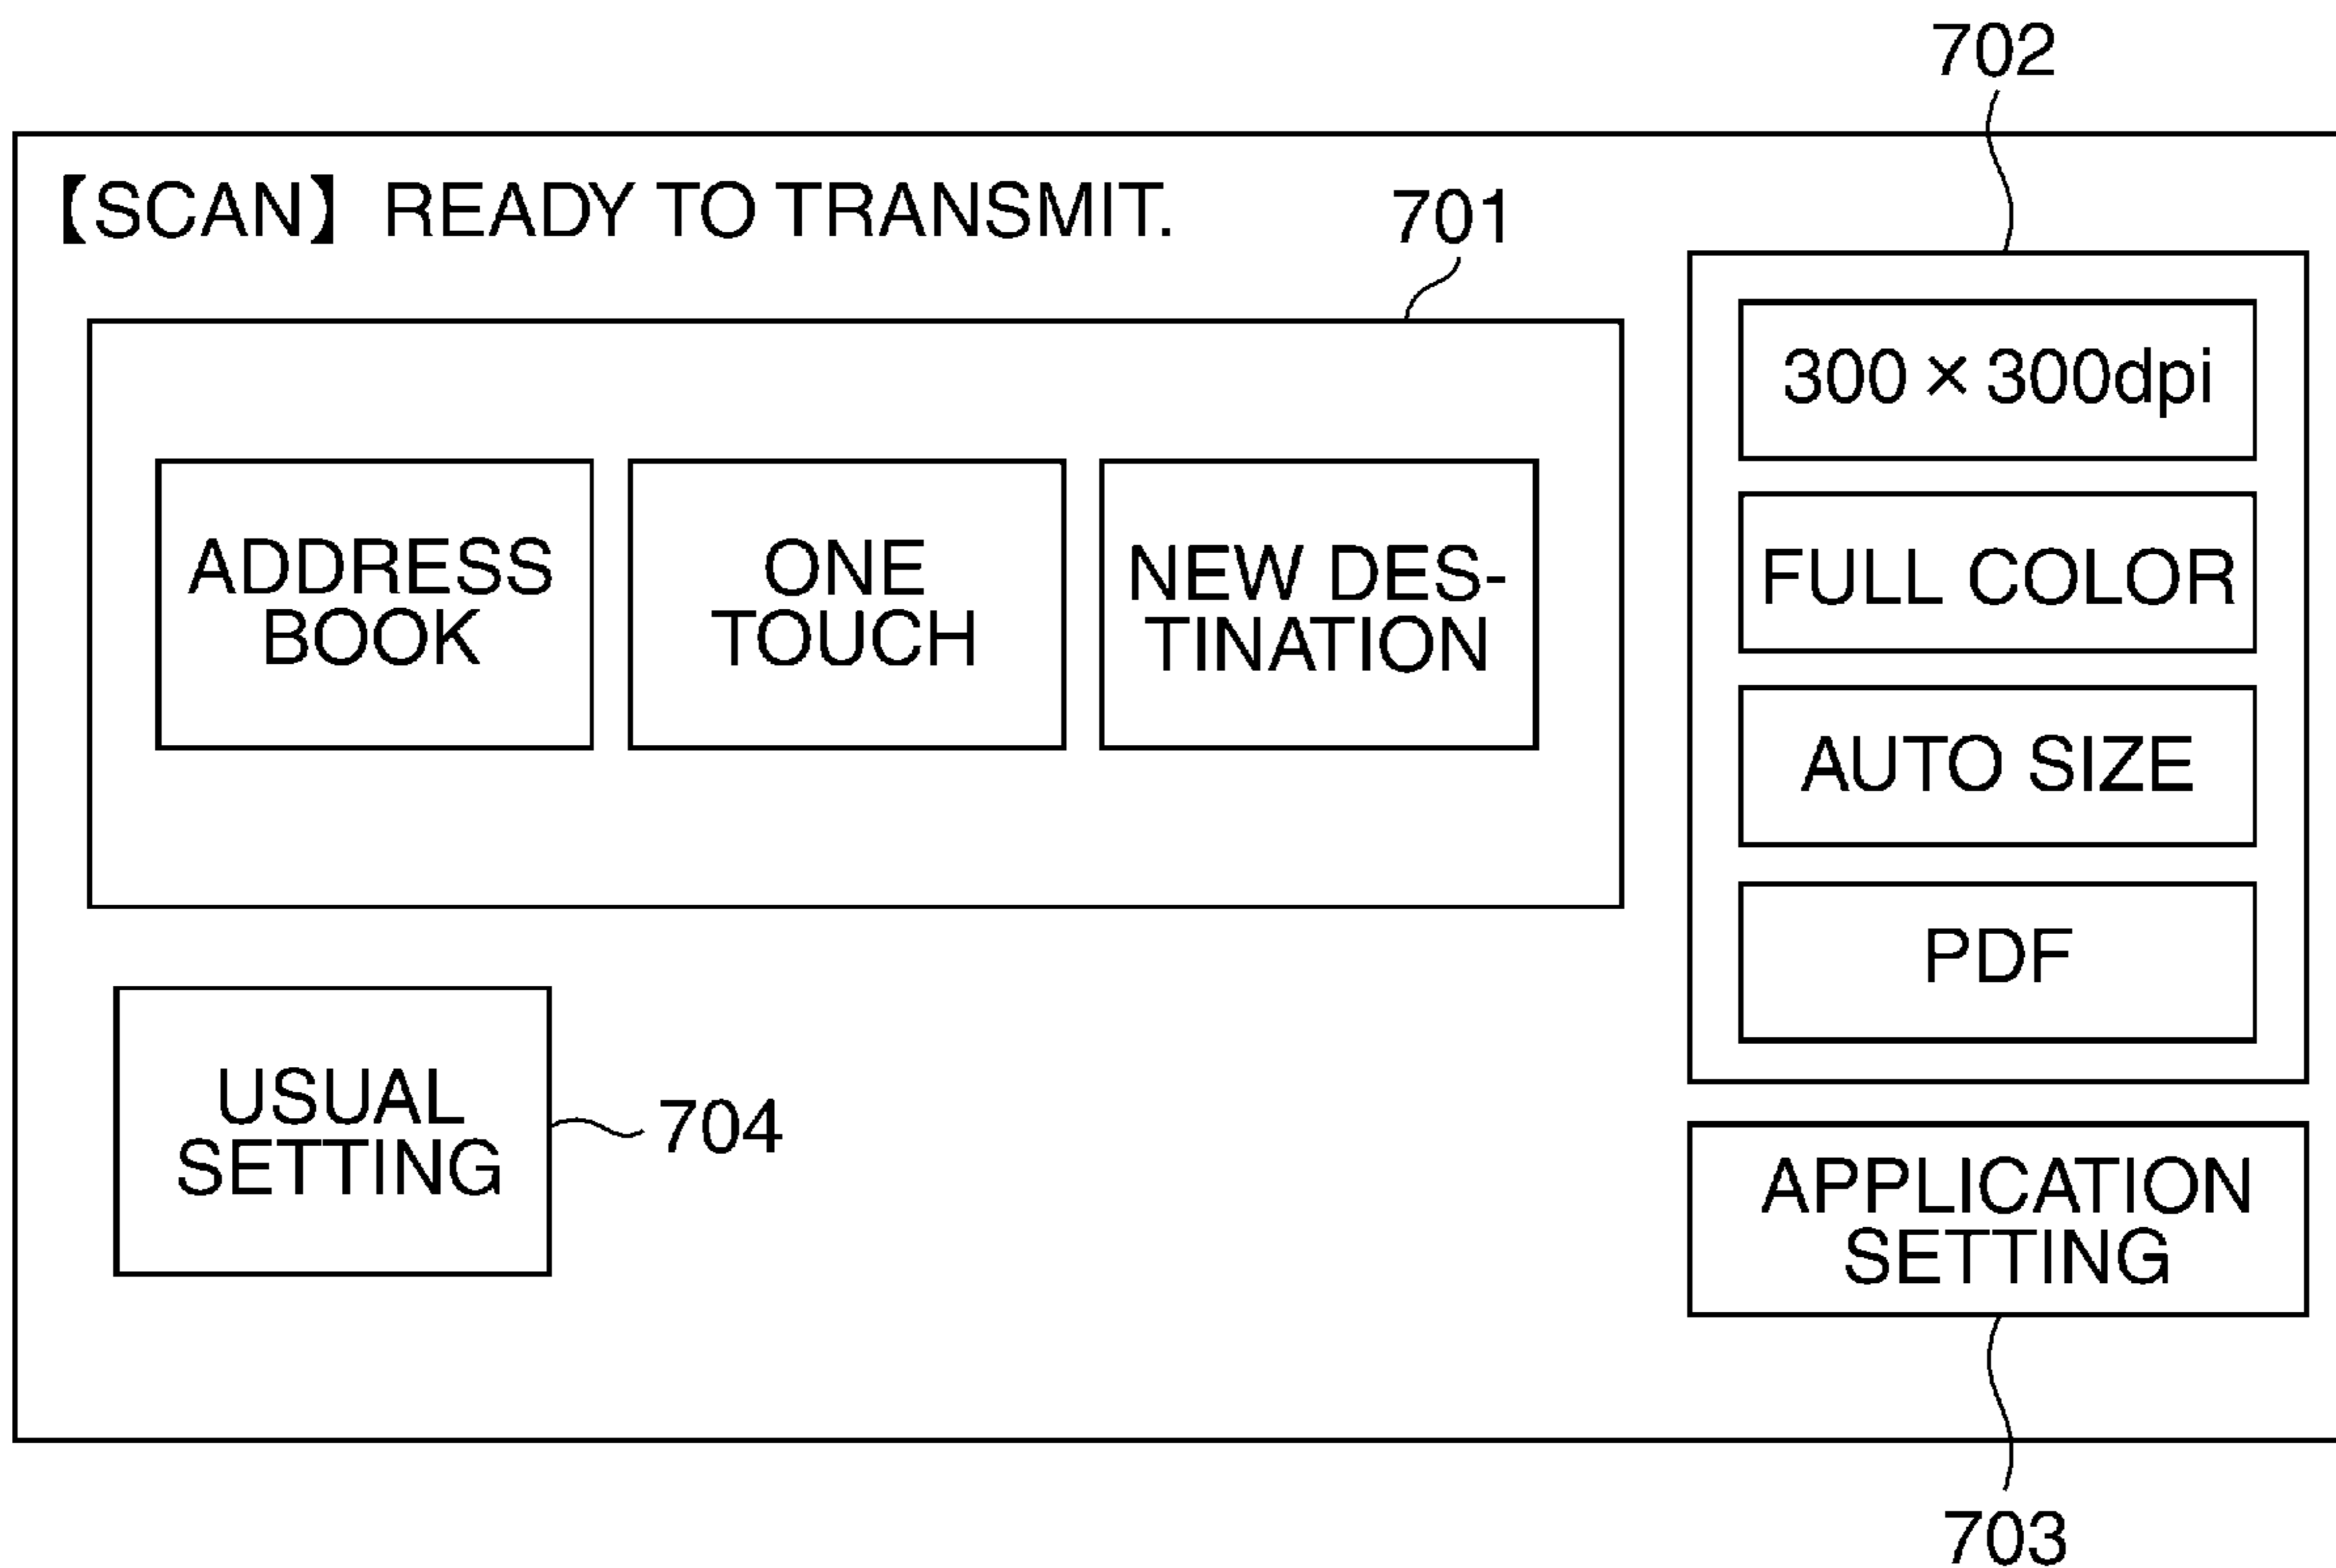 702
【SCAN】 READY TO TRANSMIT.
701
ADDRESS
BOOK
ONE
TOUCH
NEW DES-
TINATION
300 × 300dpi
FULL COLOR
AUTO SIZE
PDF
USUAL
SETTING
704
APPLICATION
SETTING
703